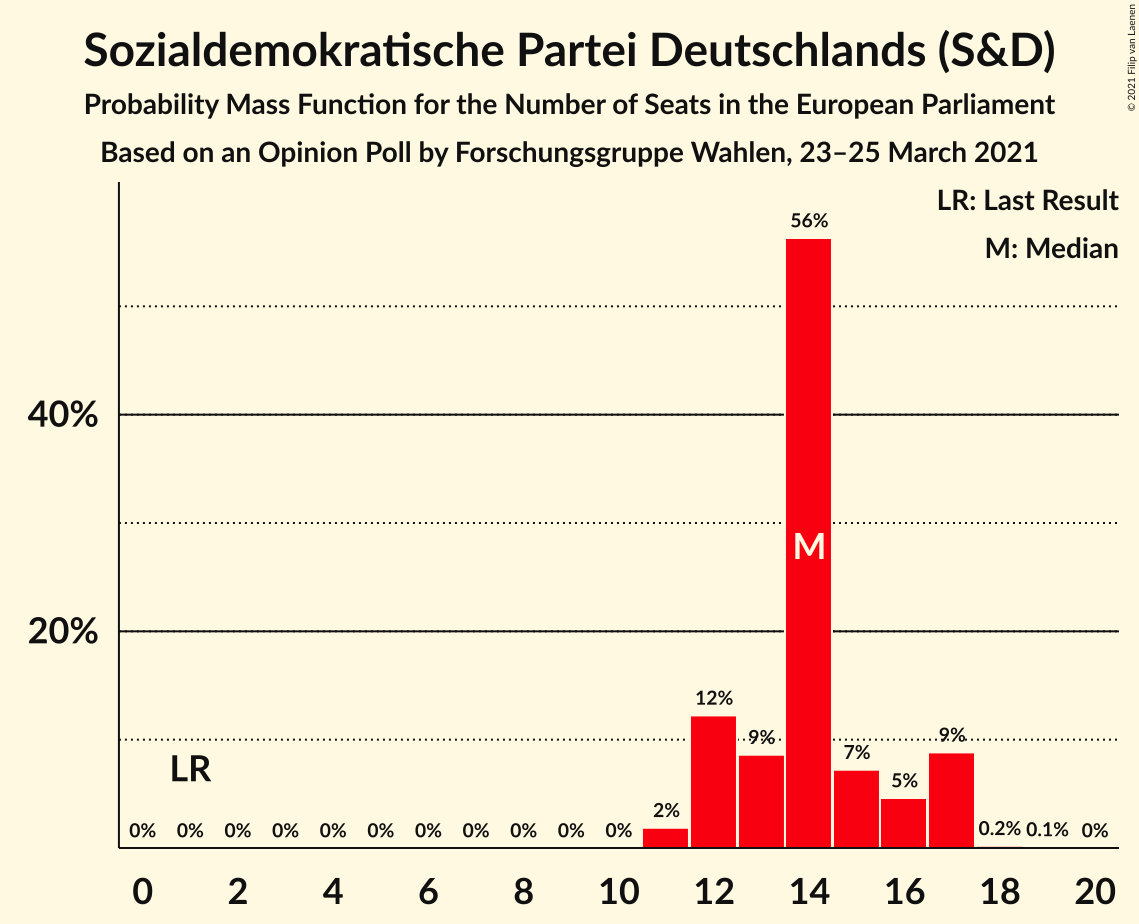 Sozialdemokratische Partei Deutschlands (S&D)
Probability Mass Function for the Number of Seats in the European Parliament
Based on an Opinion Poll by Forschungsgruppe Wahlen, 23–25 March 2021
© 2021 Filip van Laenen
LR: Last Result
M: Median
56%
40%
M
20%
12%
9%
9%
7%
5%
LR
2%
0% 0% 0% 0% 0% 0% 0% 0% 0% 0% 0%
0.2% 0.1% 0%
0 2 4 6 8 10 12 14 16 18 20